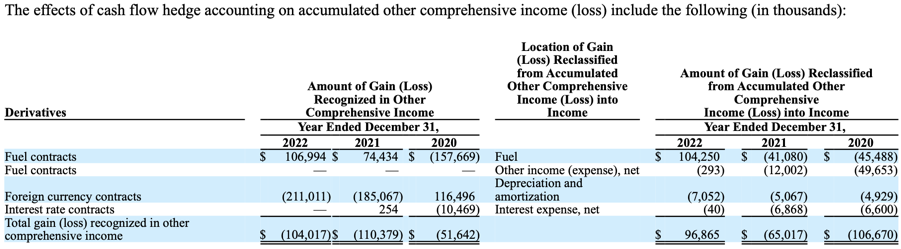 The effects of cash flow hedge accounting on accumulated other comprehensive income (loss) include the following (in thousands):
Derivatives
Amount of Gain (Loss)
Recognized in Other
Comprehensive Income
Location of Gain
(Loss) Reclassified
from Accumulated
Other Comprehensive
Income (Loss) into
Income
Amount of Gain (Loss) Reclassified
from Accumulated Other
Comprehensive
Income (Loss) into Income
Year Ended December 31, Year Ended December 31,
2022 2021 2020 2022 2021 2020
Fuel contracts $ 106,994 $ 74,434 $ (157,669) Fuel $ 104,250 $ (41,080) $ (45,488)
Fuel contracts — — — Other income (expense), net (293) (12,002) (49,653)
Depreciation and
Foreign currency contracts (211,011) (185,067) 116,496 amortization (7,052) (5,067) (4,929)
Interest rate contracts — 254 (10,469) Interest expense, net (40) (6,868) (6,600)
Total gain (loss) recognized in other
comprehensive income $ (104,017) $ (110,379) $ (51,642) $ 96,865 $ (65,017) $ (106,670)